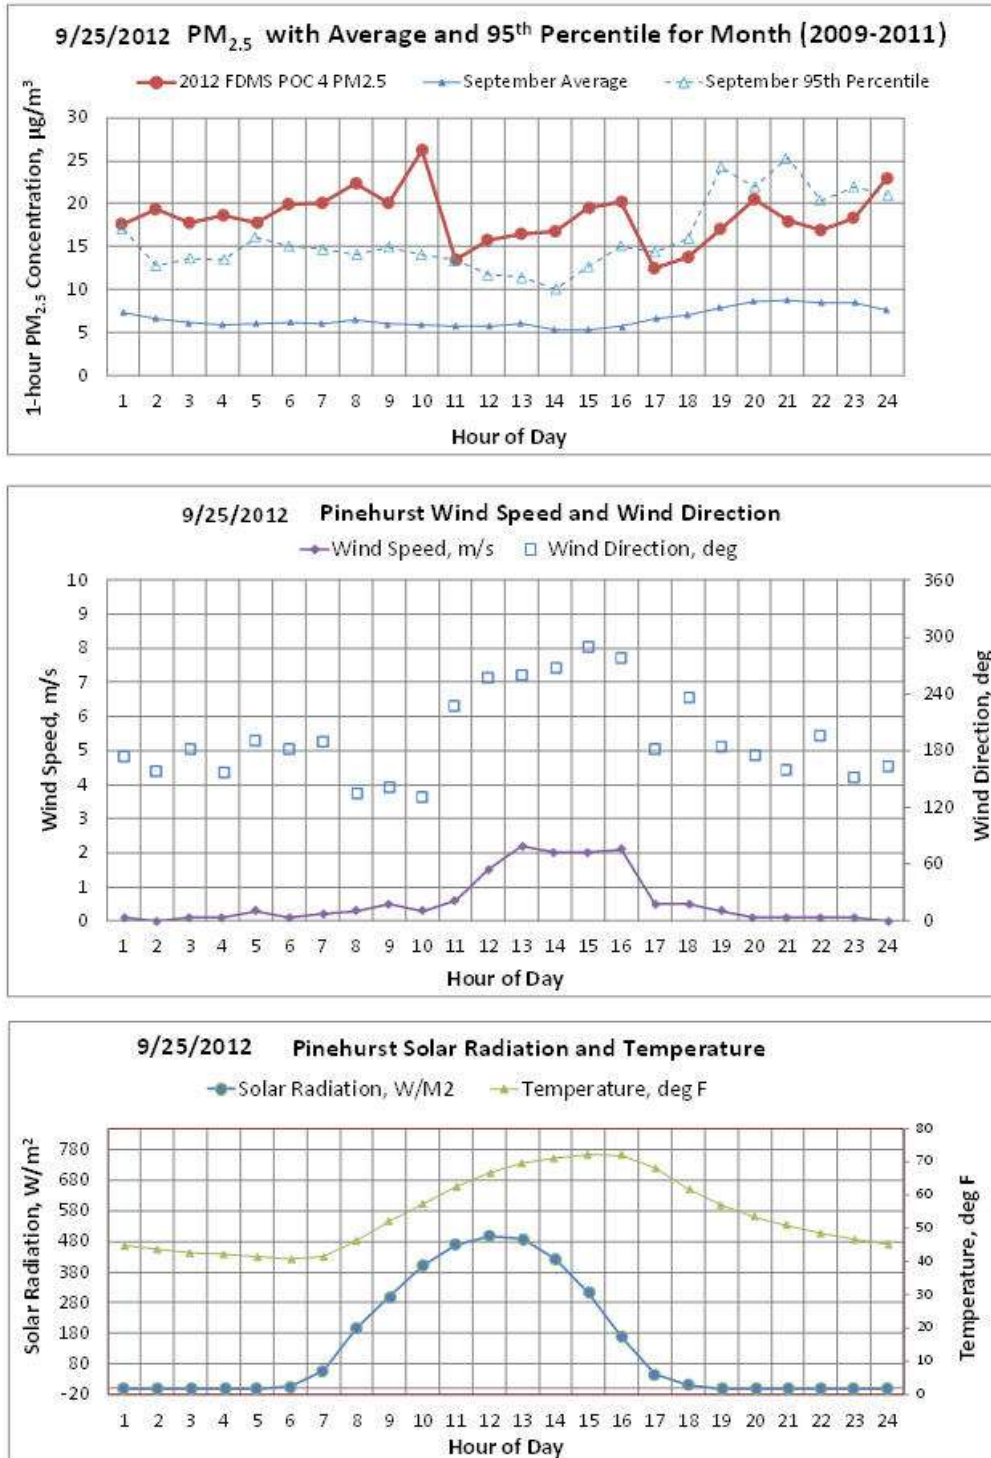 9/25/2012 PM2.5 with Average and 95th Percentile for Month (2009-2011)
2012 FDMS POC 4 PM2.5 September Average September 95th Percentile
1-hour PM2.5 Concentration, µg/m³
30
25
20
15
10
5
0
1 2 3 4 5 6 7 8 9 10 11 12 13 14 15 16 17 18 19 20 21 22 23 24
Hour of Day
9/25/2012 Pinehurst Wind Speed and Wind Direction
Wind Speed, m/s Wind Direction, deg
Wind Speed, m/s
10
9
8
7
6
5
4
3
2
1
0
360
300
240
180
120
60
0
Wind Direction, deg
1 2 3 4 5 6 7 8 9 10 11 12 13 14 15 16 17 18 19 20 21 22 23 24
Hour of Day
9/25/2012 Pinehurst Solar Radiation and Temperature
Solar Radiation, W/M2 Temperature, deg F
Solar Radiation, W/m²
780
680
580
480
380
280
180
80
-20
80
70
60
50
40
30
20
10
0
Temperature, deg F
1 2 3 4 5 6 7 8 9 10 11 12 13 14 15 16 17 18 19 20 21 22 23 24
Hour of Day